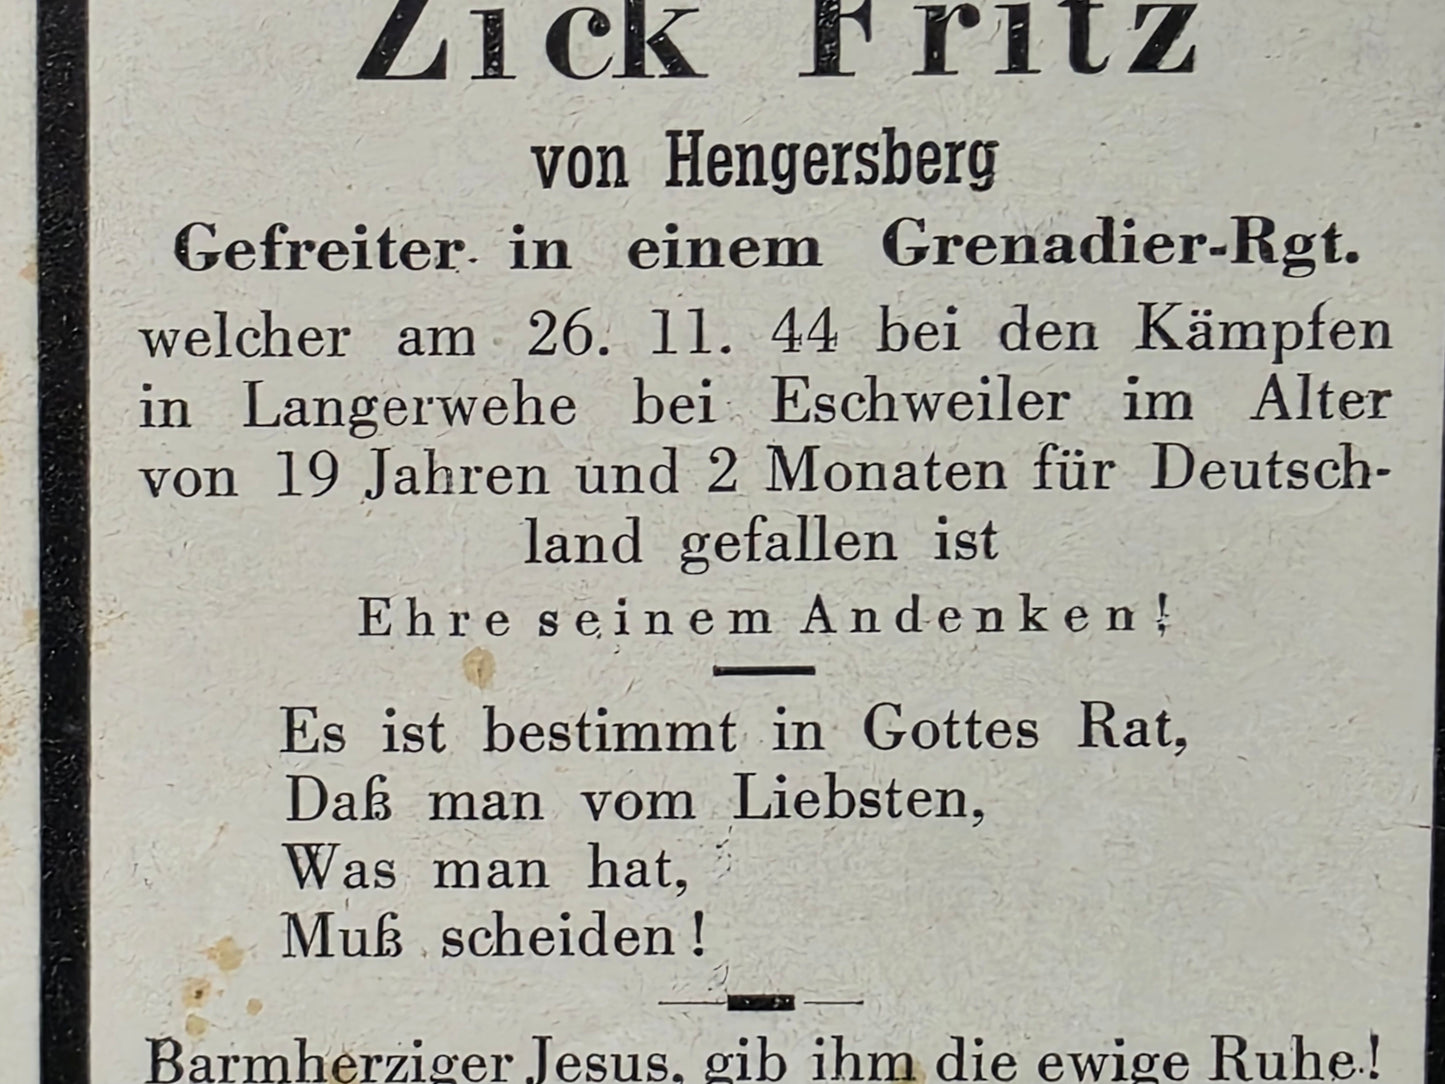 Zick Fritz
von Hengersberg
Gefreiter in einem Grenadier-Rgt.
welcher am 26. 11. 44 bei den Kämpfen
in Langerwehe bei Eschweiler im Alter
von 19 Jahren und 2 Monaten für Deutsch-
land gefallen ist
Ehre seinem Andenken!
Es ist bestimmt in Gottes Rat,
Daß man vom Liebsten,
Was man hat,
Muß scheiden!
Barmherziger Jesus, gib ihm die ewige Ruhe!